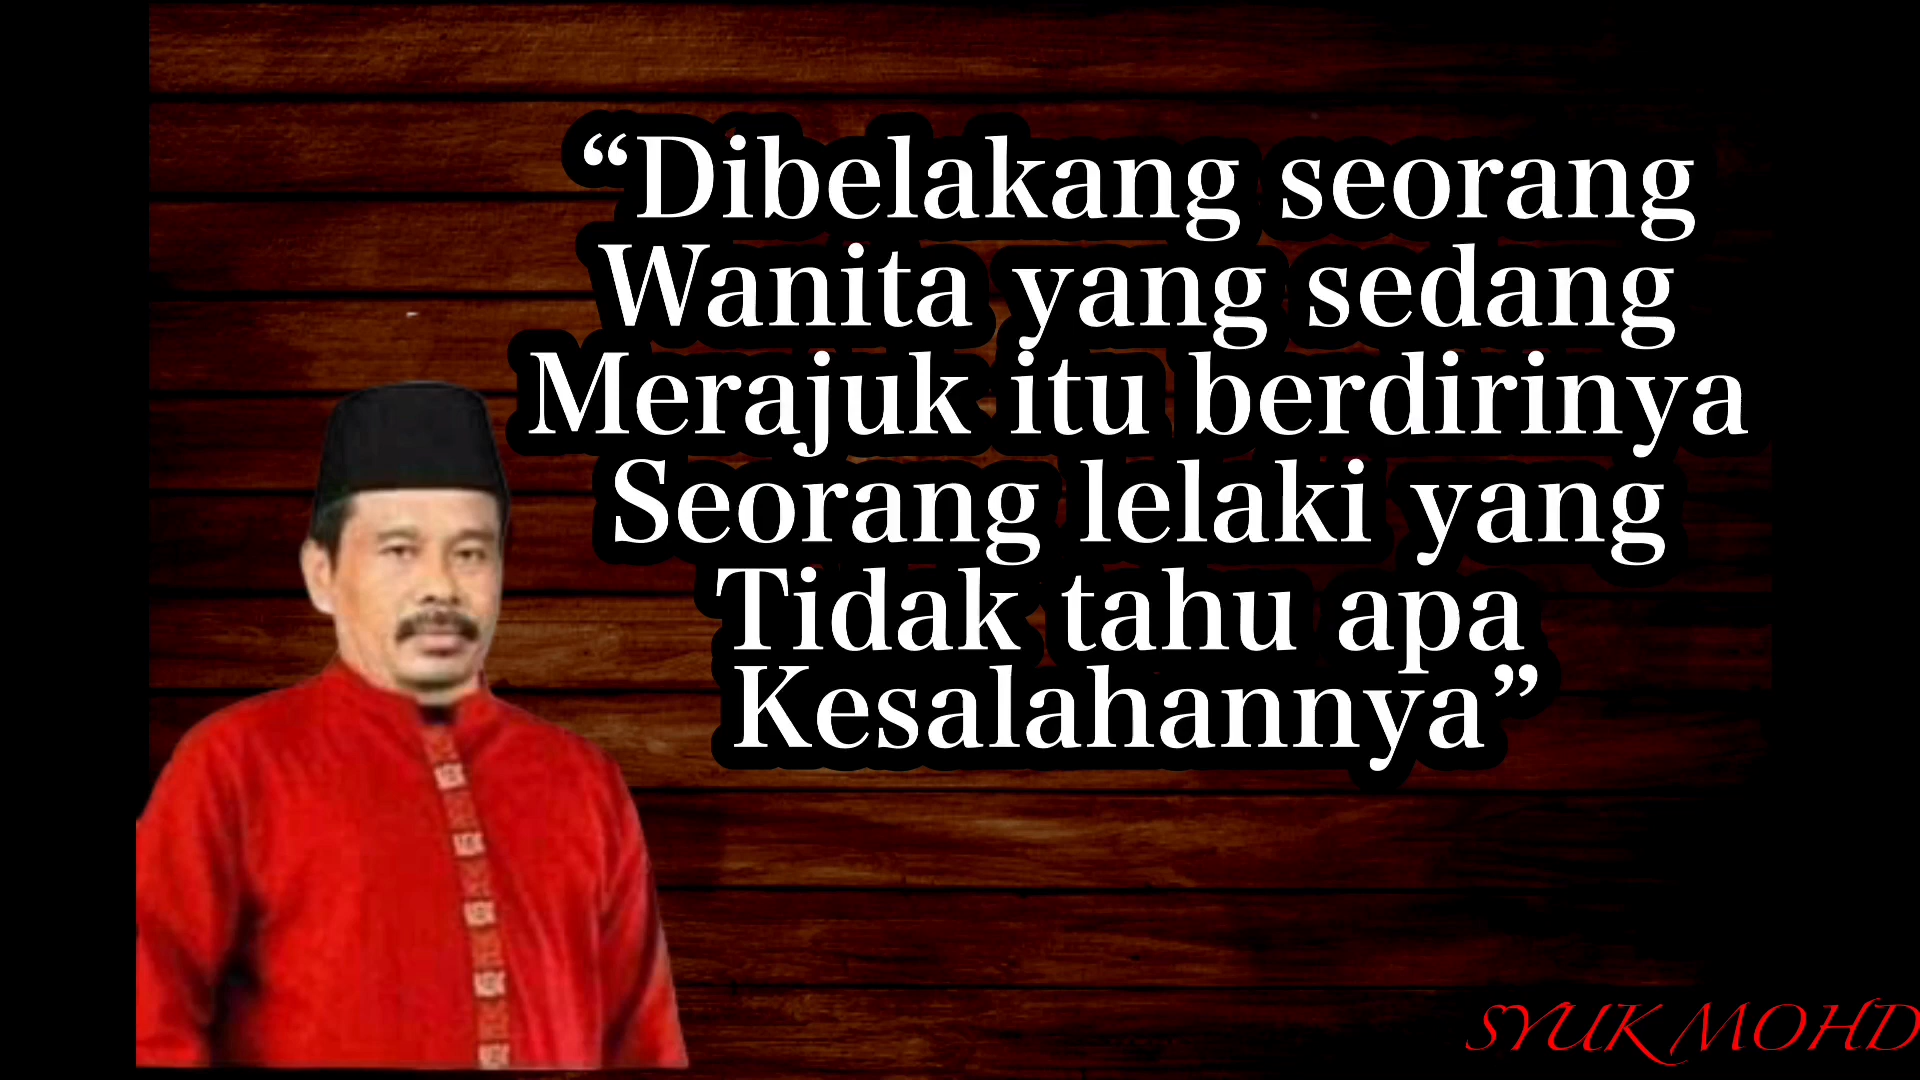 “Dibelakang seorang
Wanita yang sedang
Merajuk itu berdirinya
Seorang lelaki yang
Tidak tahu apa
Kesalahannya”
SYUK MOHD